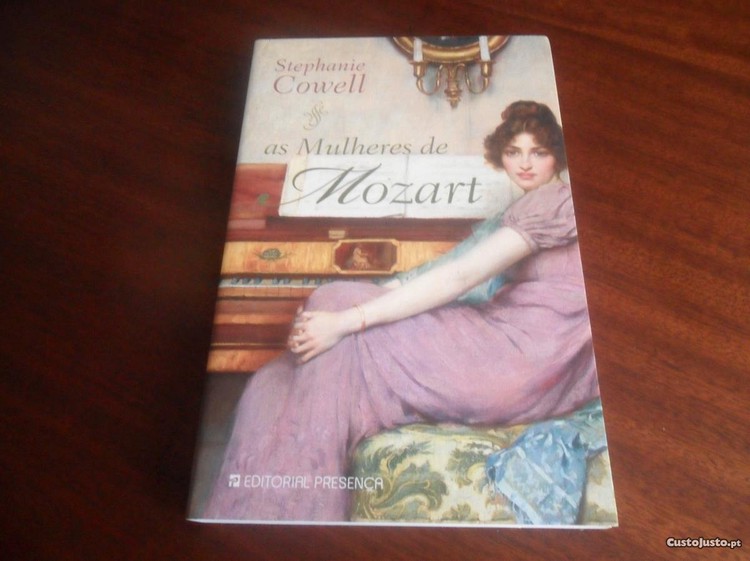 Stephanie
Cowell
as Mulheres de
Mozart
EDITORIAL PRESENÇA
CustoJusto.pt